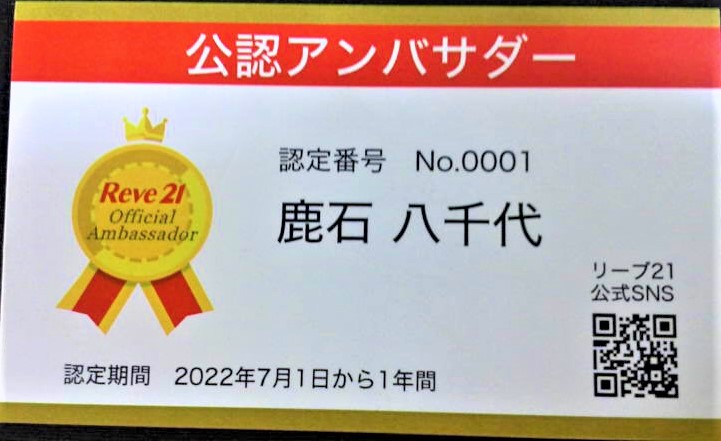 公認アンバサダー
認定番号　No.0001
Reve21
Official
Ambassador
鹿石 八千代
リーブ21
公式SNS
認定期間　2022年7月1日から1年間